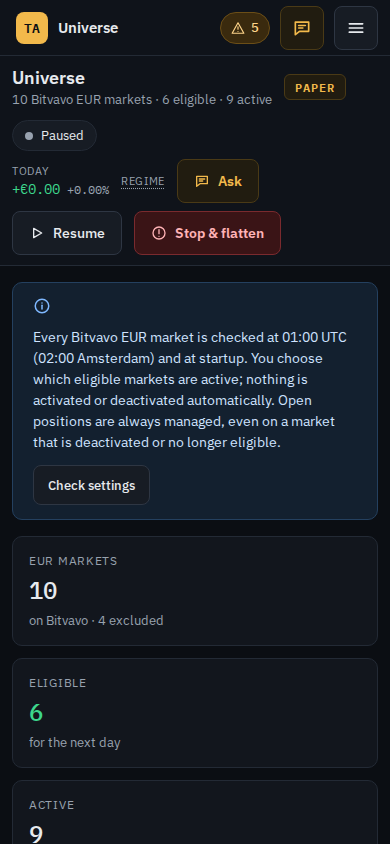 TA Universe 5
Universe
10 Bitvavo EUR markets · 6 eligible · 9 active
PAPER
Paused
TODAY
+€0.00 +0.00%
REGIME
Ask
Resume
Stop & flatten
Every Bitvavo EUR market is checked at 01:00 UTC
(02:00 Amsterdam) and at startup. You choose
which eligible markets are active; nothing is
activated or deactivated automatically. Open
positions are always managed, even on a market
that is deactivated or no longer eligible.
Check settings
EUR MARKETS
10
on Bitvavo · 4 excluded
ELIGIBLE
6
for the next day
ACTIVE
9